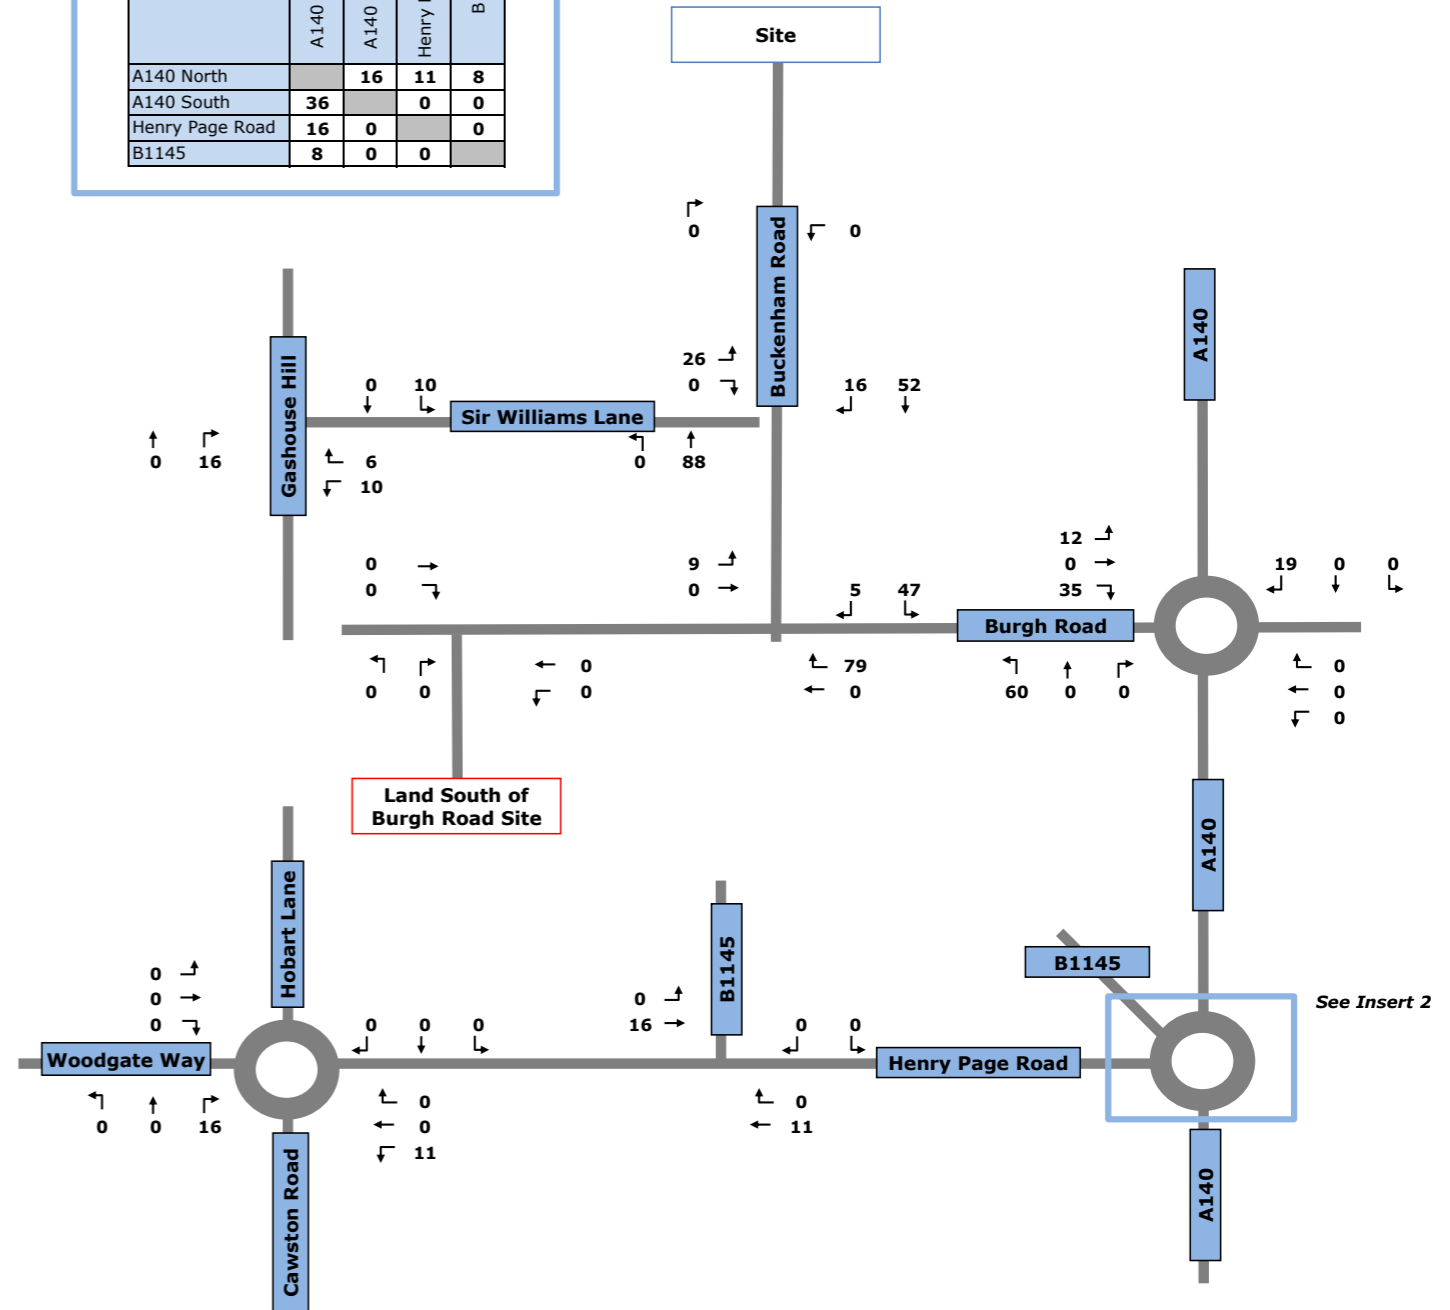 A140
A140
Henry
B
A140 North 16 11 8
A140 South 36 0 0
Henry Page Road 16 0 0
B1145 8 0 0
Site
Buckenham Road
0
0
Gashouse Hill
0 10
Sir Williams Lane
26
0
16 52
0 16
6
10
0 88
A140
0
0
9
0
5 47
12
0
35
Burgh Road
19 0 0
0 0
0
0
79
0
60 0 0
0
0
0
Land South of
Burgh Road Site
A140
Hobart Lane
B1145
B1145
See Insert 2
0
0
0
Woodgate Way
0 0 0
0
16
0 0
Henry Page Road
0 0 16
0
0
11
0
11
Cawston Road
A140